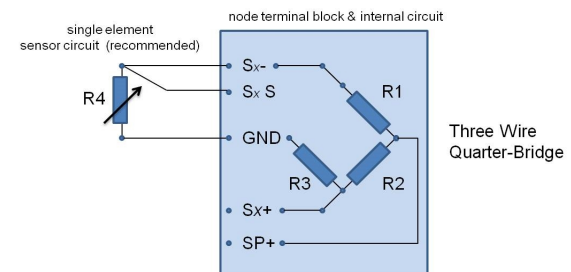 node terminal block & internal circuit
single element
sensor circuit (recommended)
Sx-
Sx S
R4
R1
GND
Three Wire
Quarter-Bridge
R3
R2
Sx+
SP+